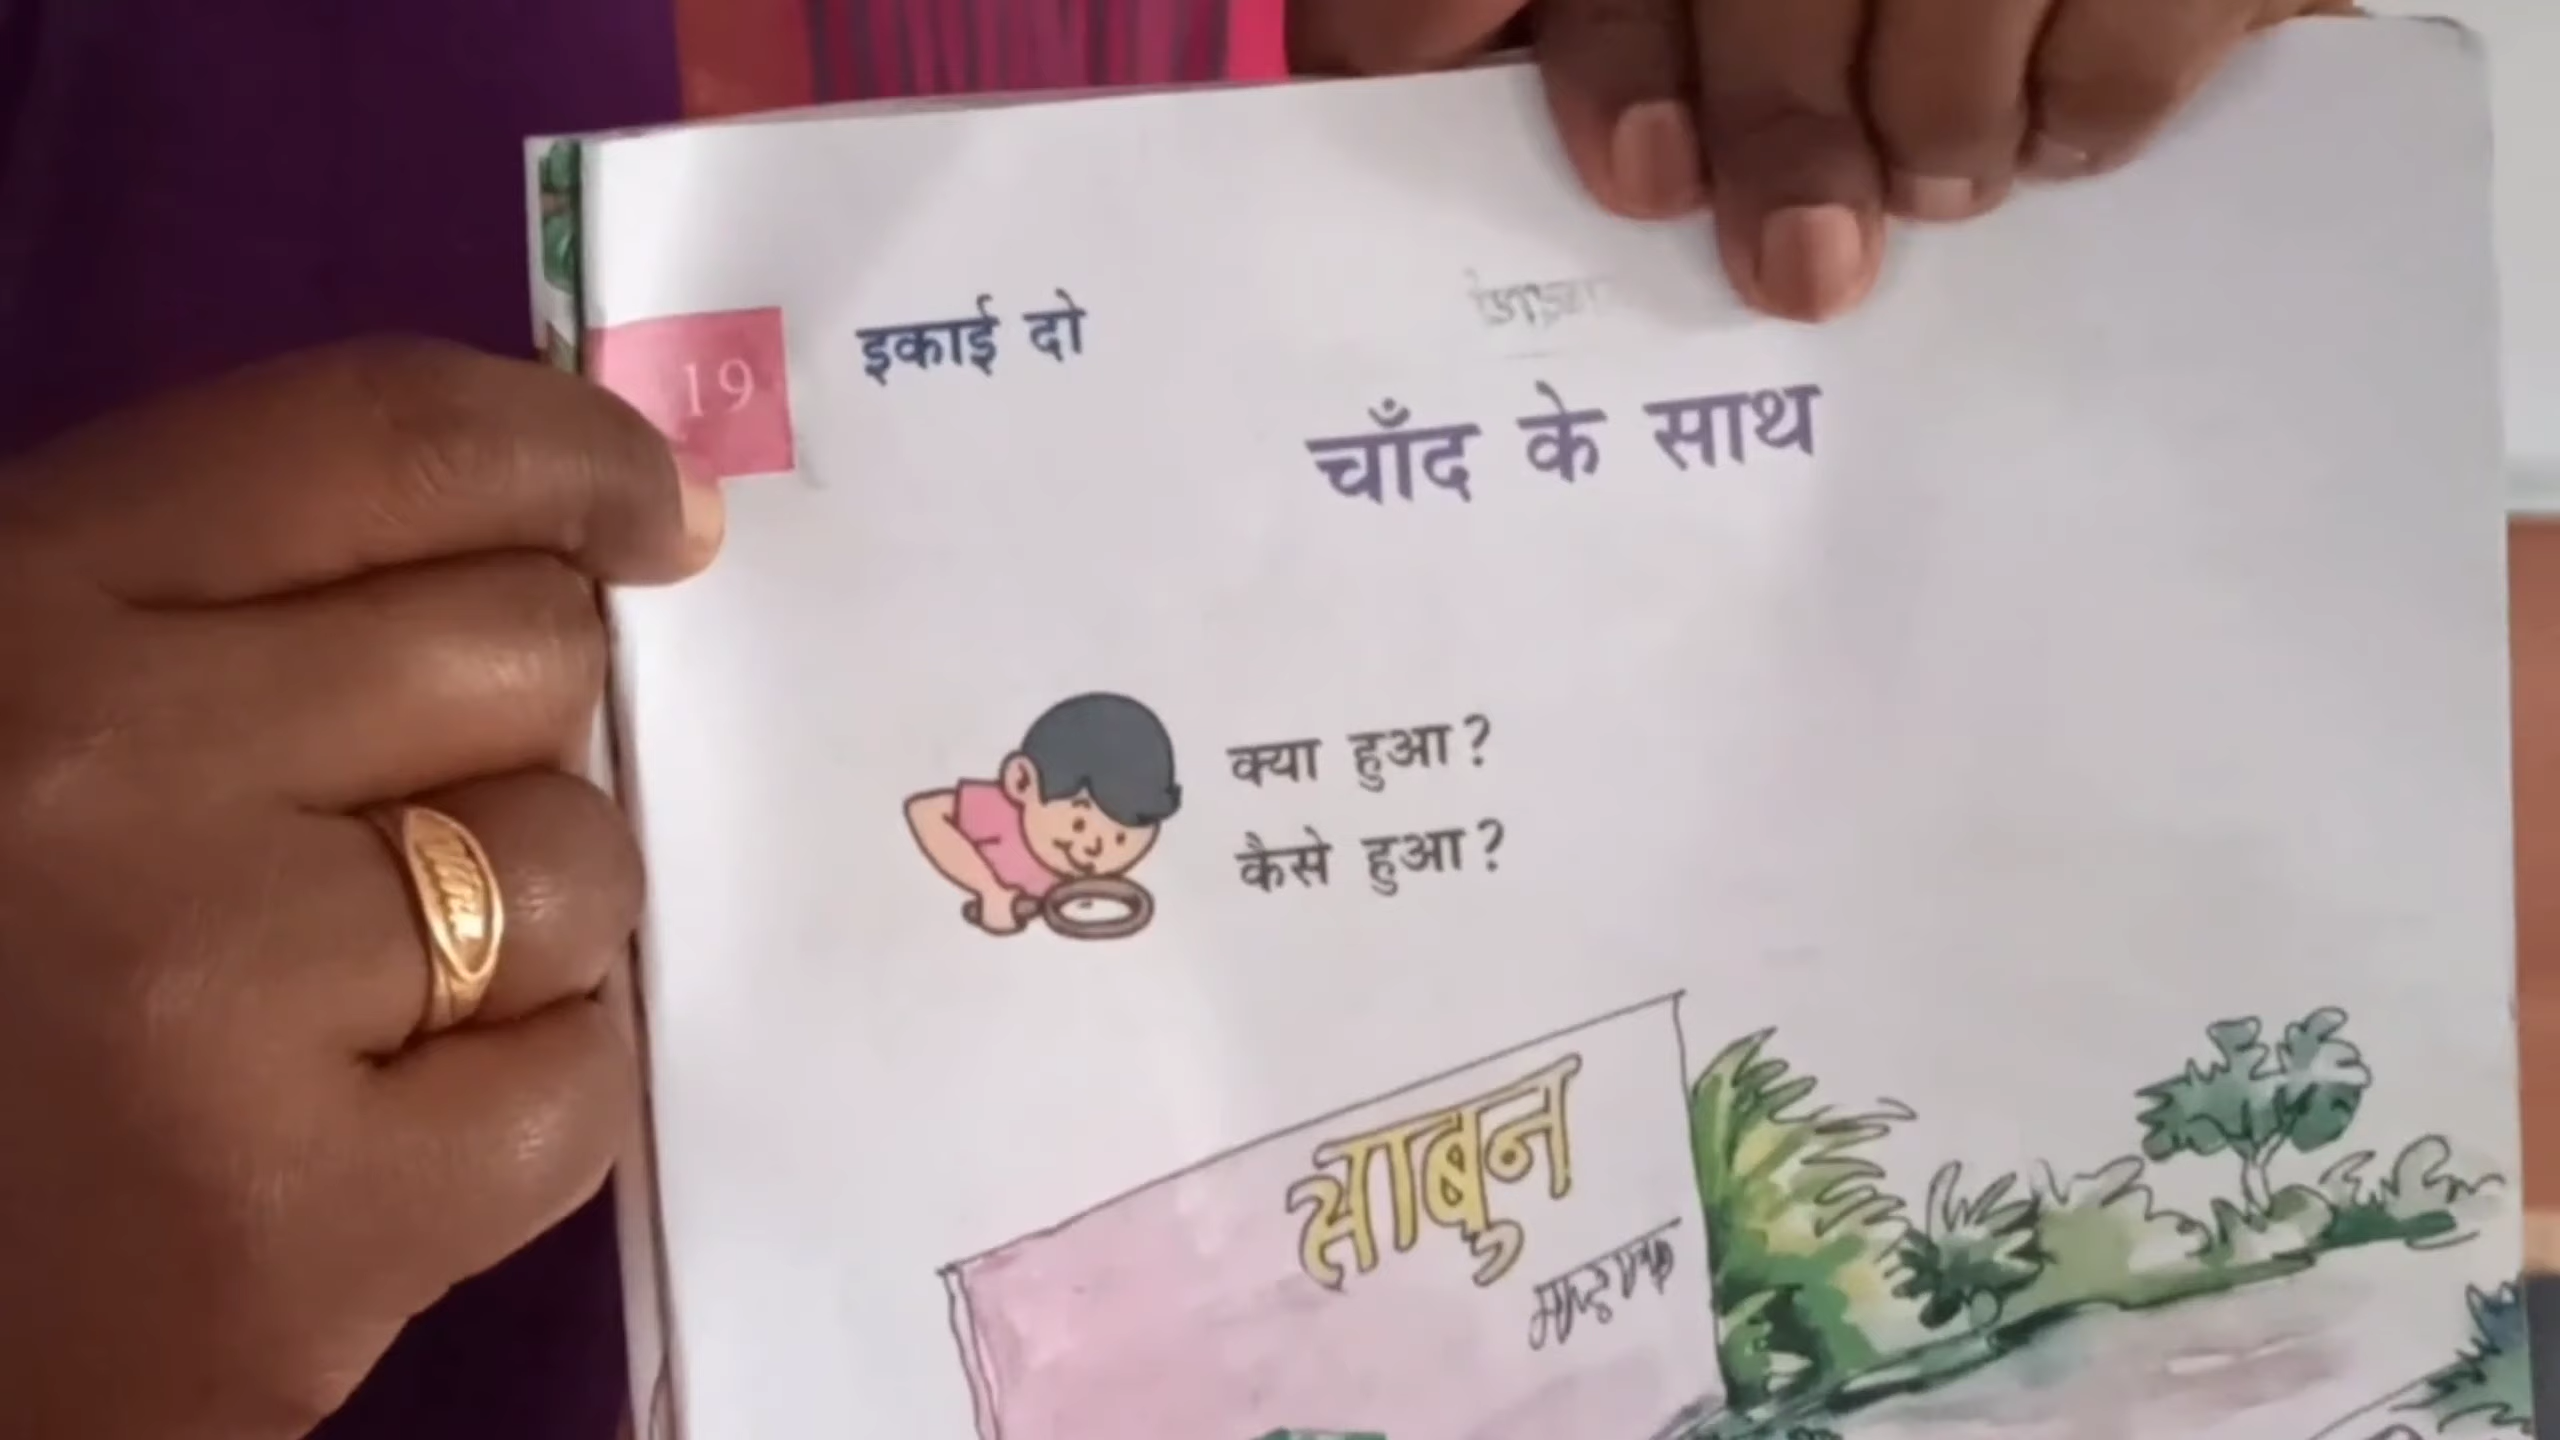 19
इकाई दो
चाँद के साथ
क्या हुआ?
कैसे हुआ?
साबुन